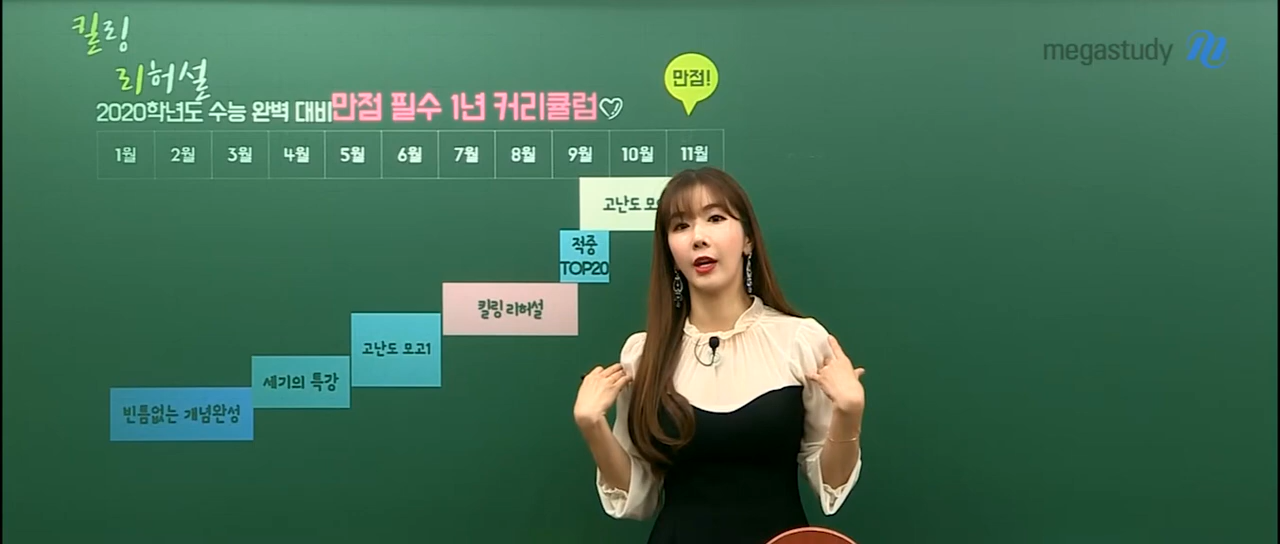 킬링
리허설
megastudy
만점!
2020학년도 수능 완벽 대비 만점 필수 1년 커리큘럼♡
1월 2월 3월 4월 5월 6월 7월 8월 9월 10월 11월
고난도
적중
TOP20
킬링 리허설
고난도 모고1
세기의 특강
빈틈없는 개념완성